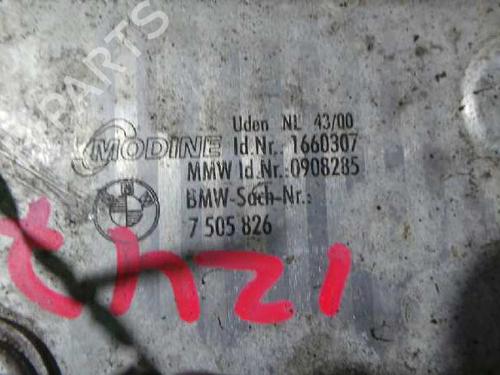 PARTS
MODINE
Uden NL 43/00
Id.Nr.: 1660307
MMW Id.Nr.:0908285
BMW-Sach-Nr.:
7 505 826